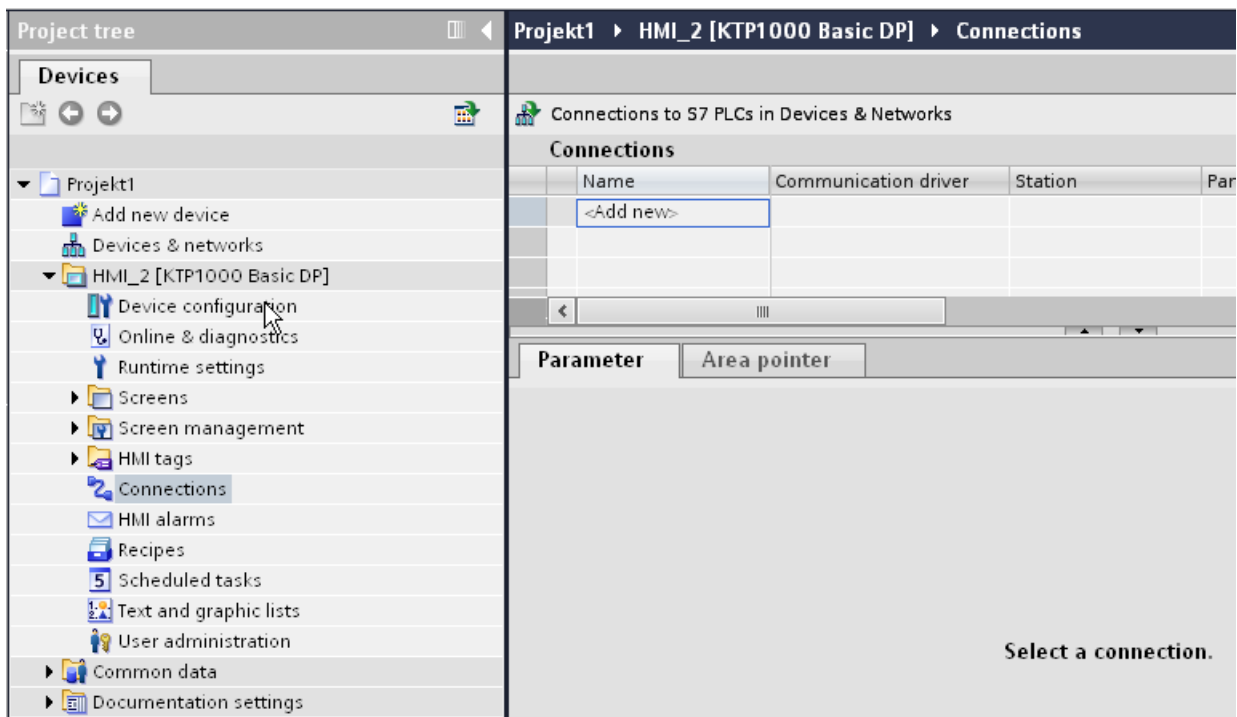 Project tree
Devices
Projekt1
Add new device
Devices & networks
HMI_2 [KTP1000 Basic DP]
Device configuration
Online & diagnostics
Runtime settings
Screens
Screen management
HMI tags
Connections
HMI alarms
Recipes
5 Scheduled tasks
Text and graphic lists
User administration
Common data
Documentation settings
Projekt1 HMI_2 [KTP1000 Basic DP] Connections
Connections to S7 PLCs in Devices & Networks
Connections
Name Communication driver Station Par
<Add new>
Parameter Area pointer
Select a connection.